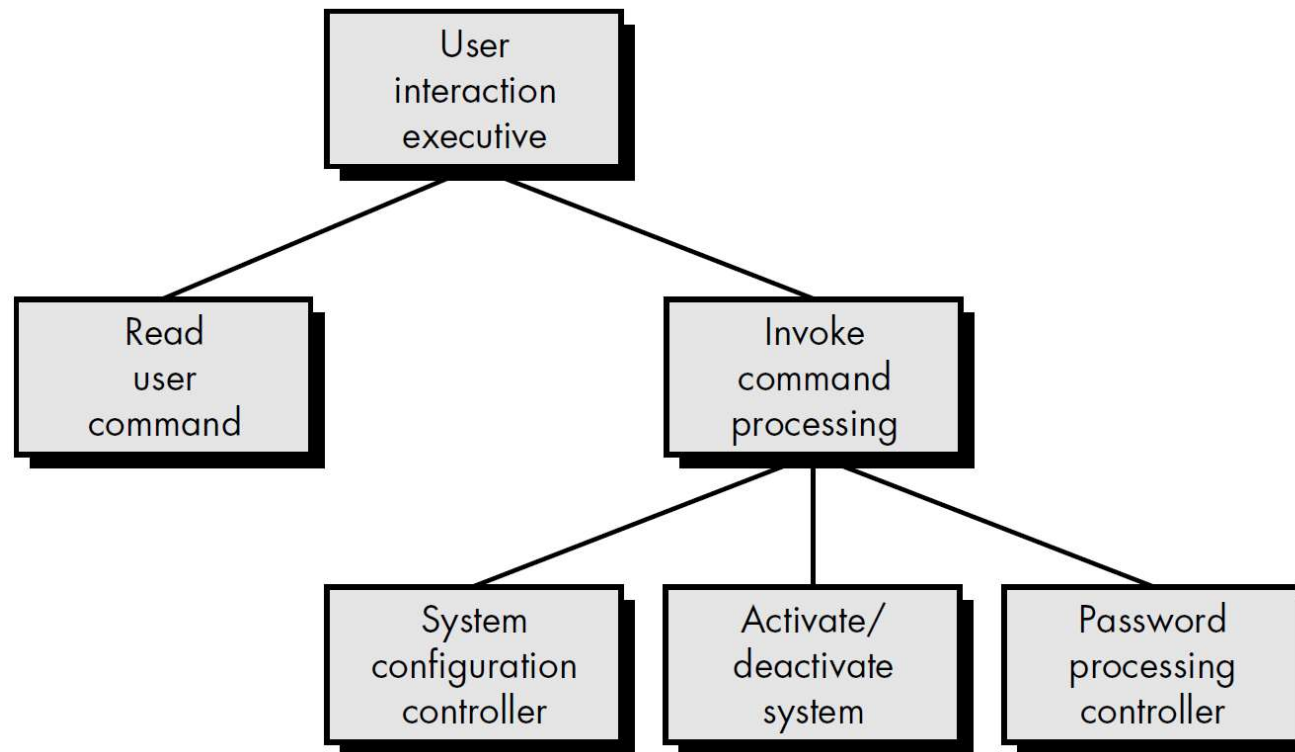 User
interaction
executive
Read
user
command
Invoke
command
processing
System
configuration
controller
Activate/
deactivate
system
Password
processing
controller